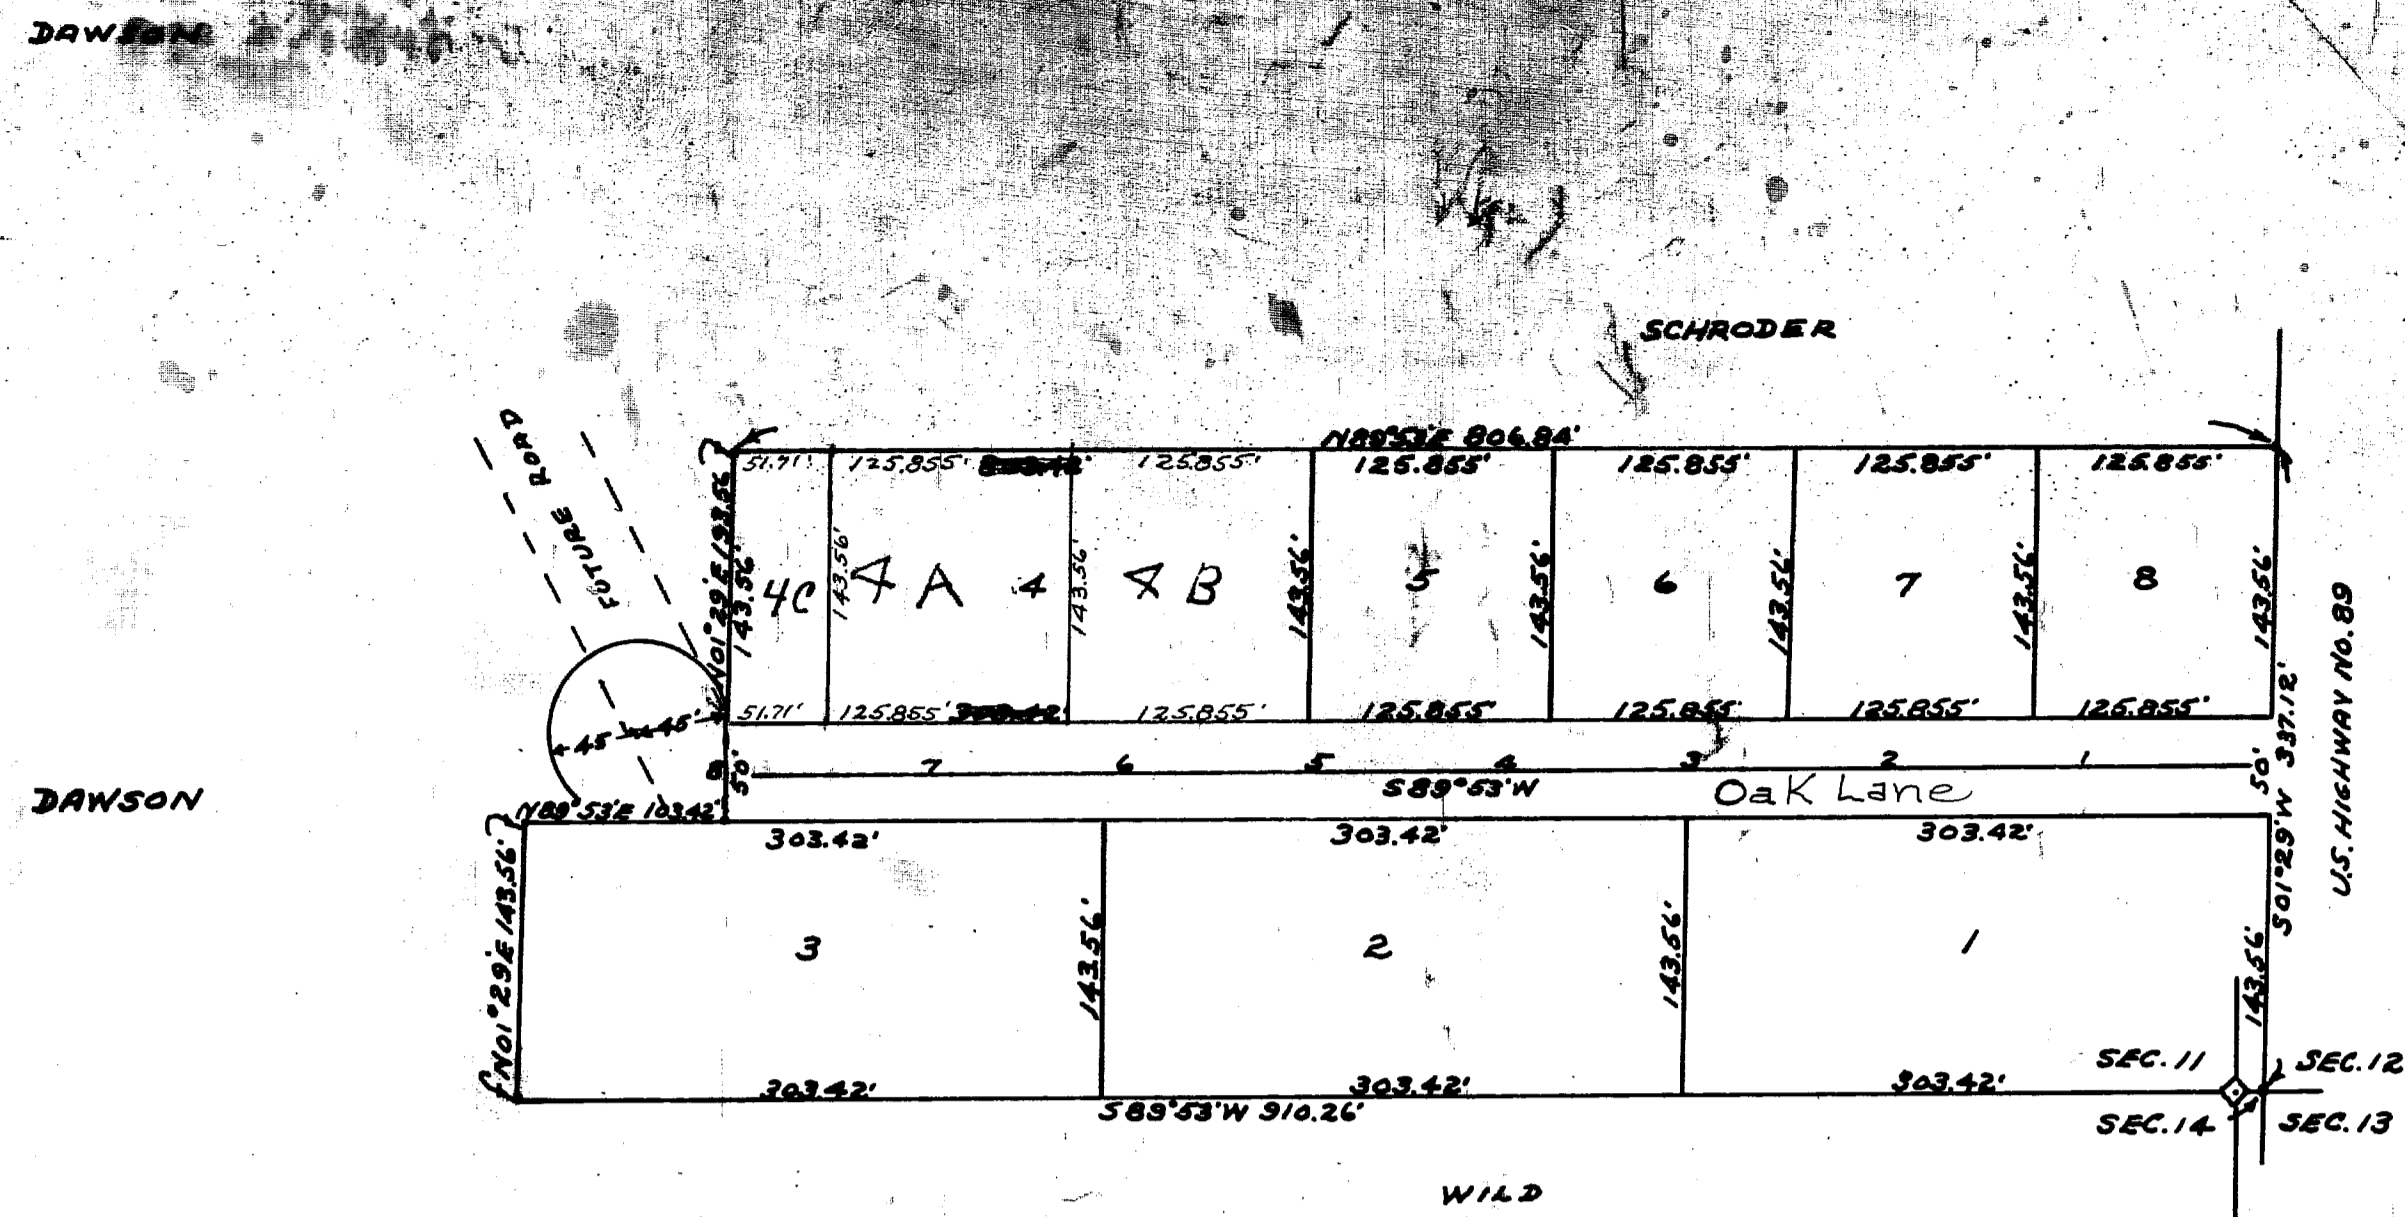 DAWSON
SCHRODER
N89°53'E 806.84'
51.71' 125.855' 125.855' 125.855' 125.855' 125.855' 125.855'
FUTURE ROAD
N01°29'E 193.56'
143.56'
4C
143.56'
4A
4
143.56'
4B
143.56'
5
143.56'
6
143.56'
7
143.56'
8
143.56'
U.S. HIGHWAY No. 89
51.71' 125.855' 125.855' 125.855' 125.855' 125.855' 125.855'
45 45'
8 7 6 5 4 3 2 1
50'
S89°53'W
Oak Lane
50'
S01°29'W 337.12'
DAWSON
N89°53'E 103.42'
303.42' 303.42' 303.42'
N01°29'E 143.56'
3
143.56'
2
143.56'
1
143.56'
SEC. 11 SEC. 12
303.42' 303.42' 303.42'
S89°53'W 910.26'
SEC. 14 SEC. 13
WILD